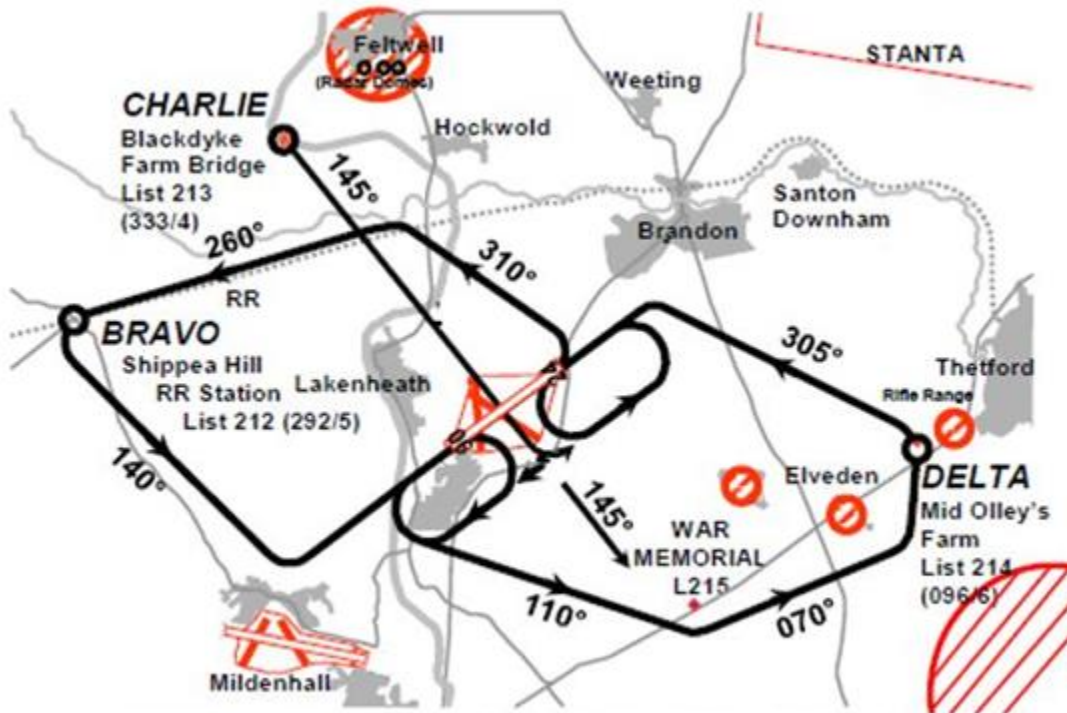 Feltwell
(Radar Domes)
STANTA
Weeting
CHARLIE
Blackdyke
Farm Bridge
List 213
(333/4)
Hockwold
145°
Santon
Downham
Brandon
260°
310°
RR
BRAVO
Shippea Hill
RR Station
List 212 (292/5)
Lakenheath
305°
Thetford
Rifle Range
24
06
140°
145°
Elveden
DELTA
Mid Olley's
Farm
List 214
(096/6)
WAR
MEMORIAL
L215
110°
070°
Mildenhall